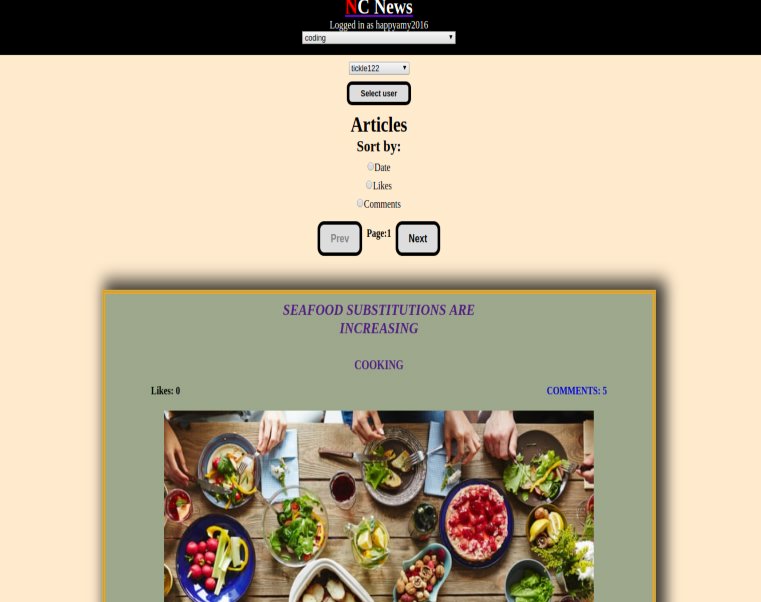 NC News
Logged in as happyamy2016
coding
tickle122
Select user
Articles
Sort by:
Date
Likes
Comments
Prev Page:1 Next
SEAFOOD SUBSTITUTIONS ARE
INCREASING
COOKING
Likes: 0 COMMENTS: 5